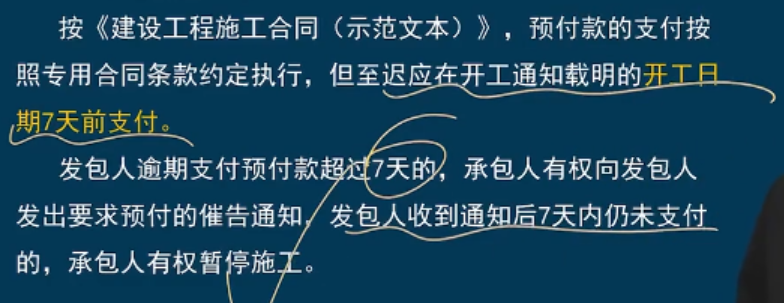 按《建设工程施工合同（示范文本）》，预付款的支付按
照专用合同条款约定执行，但至迟应在开工通知载明的开工日
期7天前支付。
发包人逾期支付预付款超过7天的，承包人有权向发包人
发出要求预付的催告通知，发包人收到通知后7天内仍未支付
的，承包人有权暂停施工。